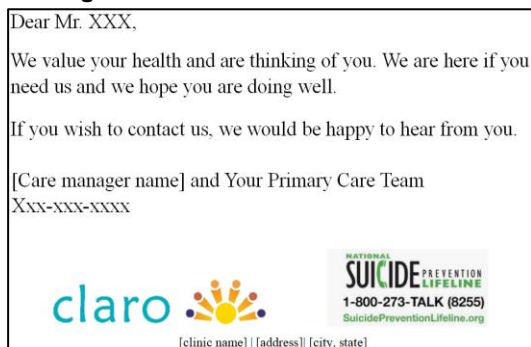 Dear Mr. XXX,
We value your health and are thinking of you. We are here if you
need us and we hope you are doing well.
If you wish to contact us, we would be happy to hear from you.
[Care manager name] and Your Primary Care Team
Xxx-xxx-xxxx
claro
NATIONAL
SUICIDE PREVENTION LIFELINE
1-800-273-TALK (8255)
SuicidePreventionLifeline.org
[clinic name] | [address]| [city, state]